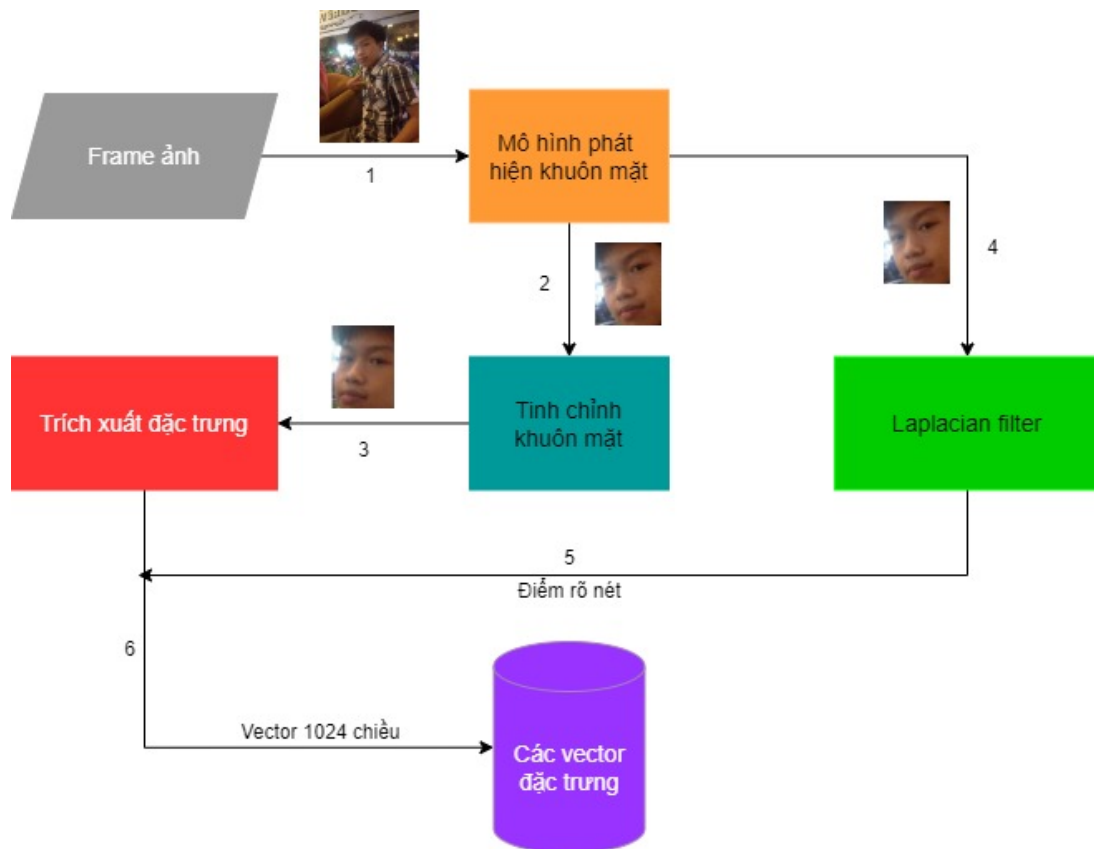 Frame ảnh
1
Mô hình phát
hiện khuôn mặt
2
4
Trích xuất đặc trưng
3
Tinh chỉnh
khuôn mặt
Laplacian filter
5
Điểm rõ nét
6
Vector 1024 chiều
Các vector
đặc trưng